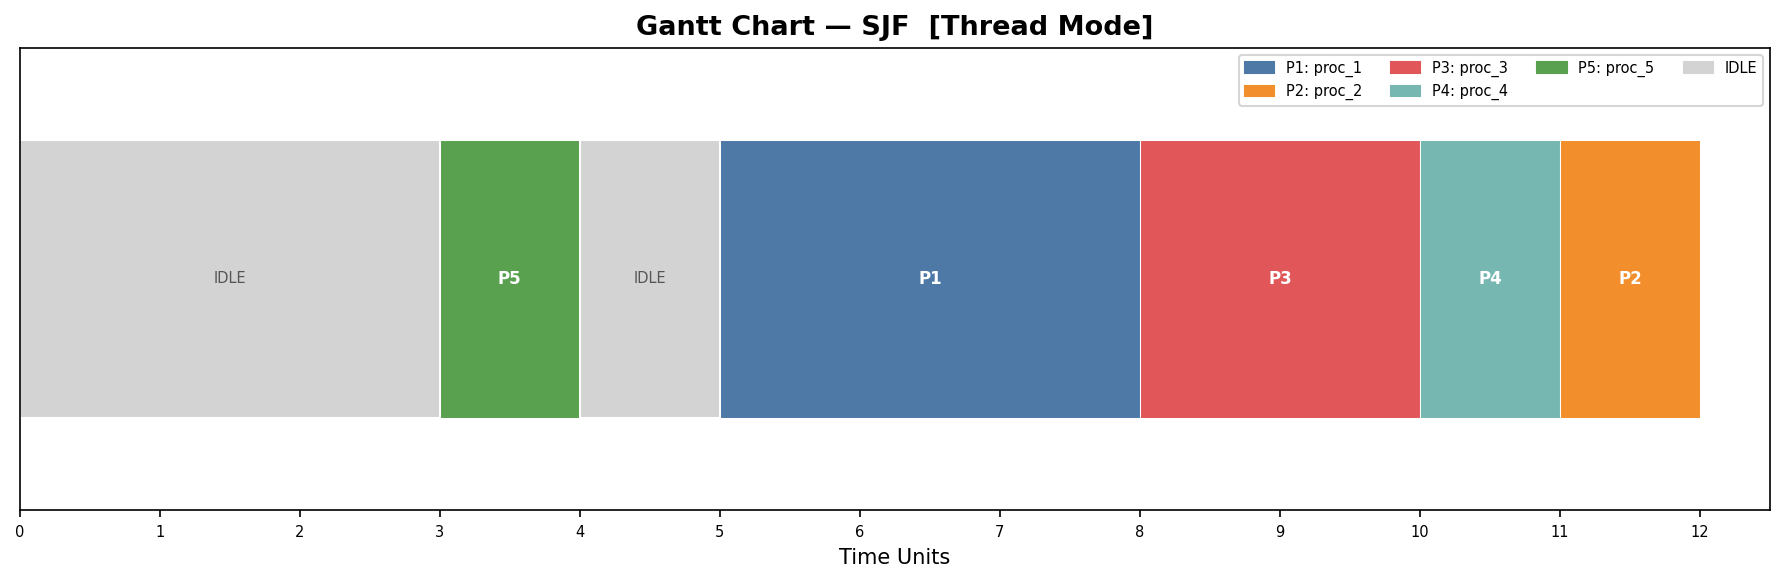 Gantt Chart — SJF  [Thread Mode]
P1: proc_1 P3: proc_3 P5: proc_5 IDLE
P2: proc_2 P4: proc_4
IDLE P5 IDLE P1 P3 P4 P2
0 1 2 3 4 5 6 7 8 9 10 11 12
Time Units